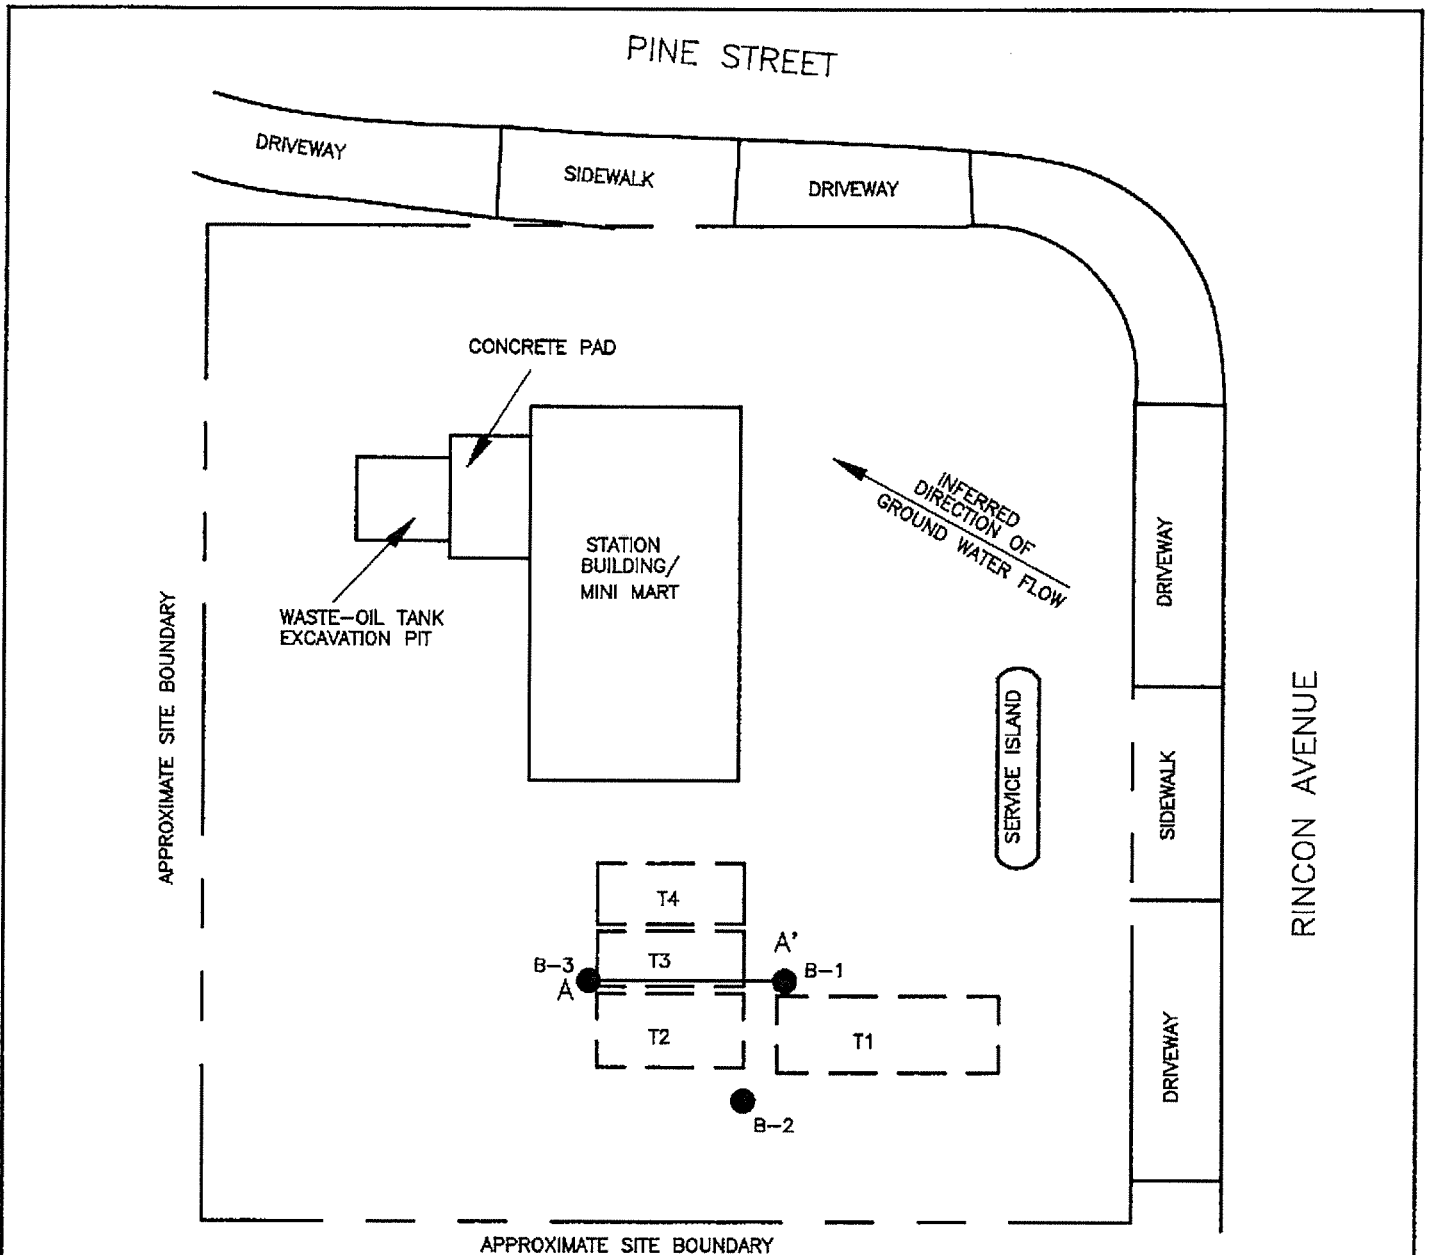 PINE STREET
DRIVEWAY
SIDEWALK
DRIVEWAY
CONCRETE PAD
INFERRED
DIRECTION OF
GROUND WATER FLOW
STATION
BUILDING/
MINI MART
WASTE-OIL TANK
EXCAVATION PIT
DRIVEWAY
APPROXIMATE SITE BOUNDARY
SERVICE ISLAND
SIDEWALK
RINCON AVENUE
T4
A'
B-3
T3
B-1
A
T2
T1
DRIVEWAY
B-2
APPROXIMATE SITE BOUNDARY